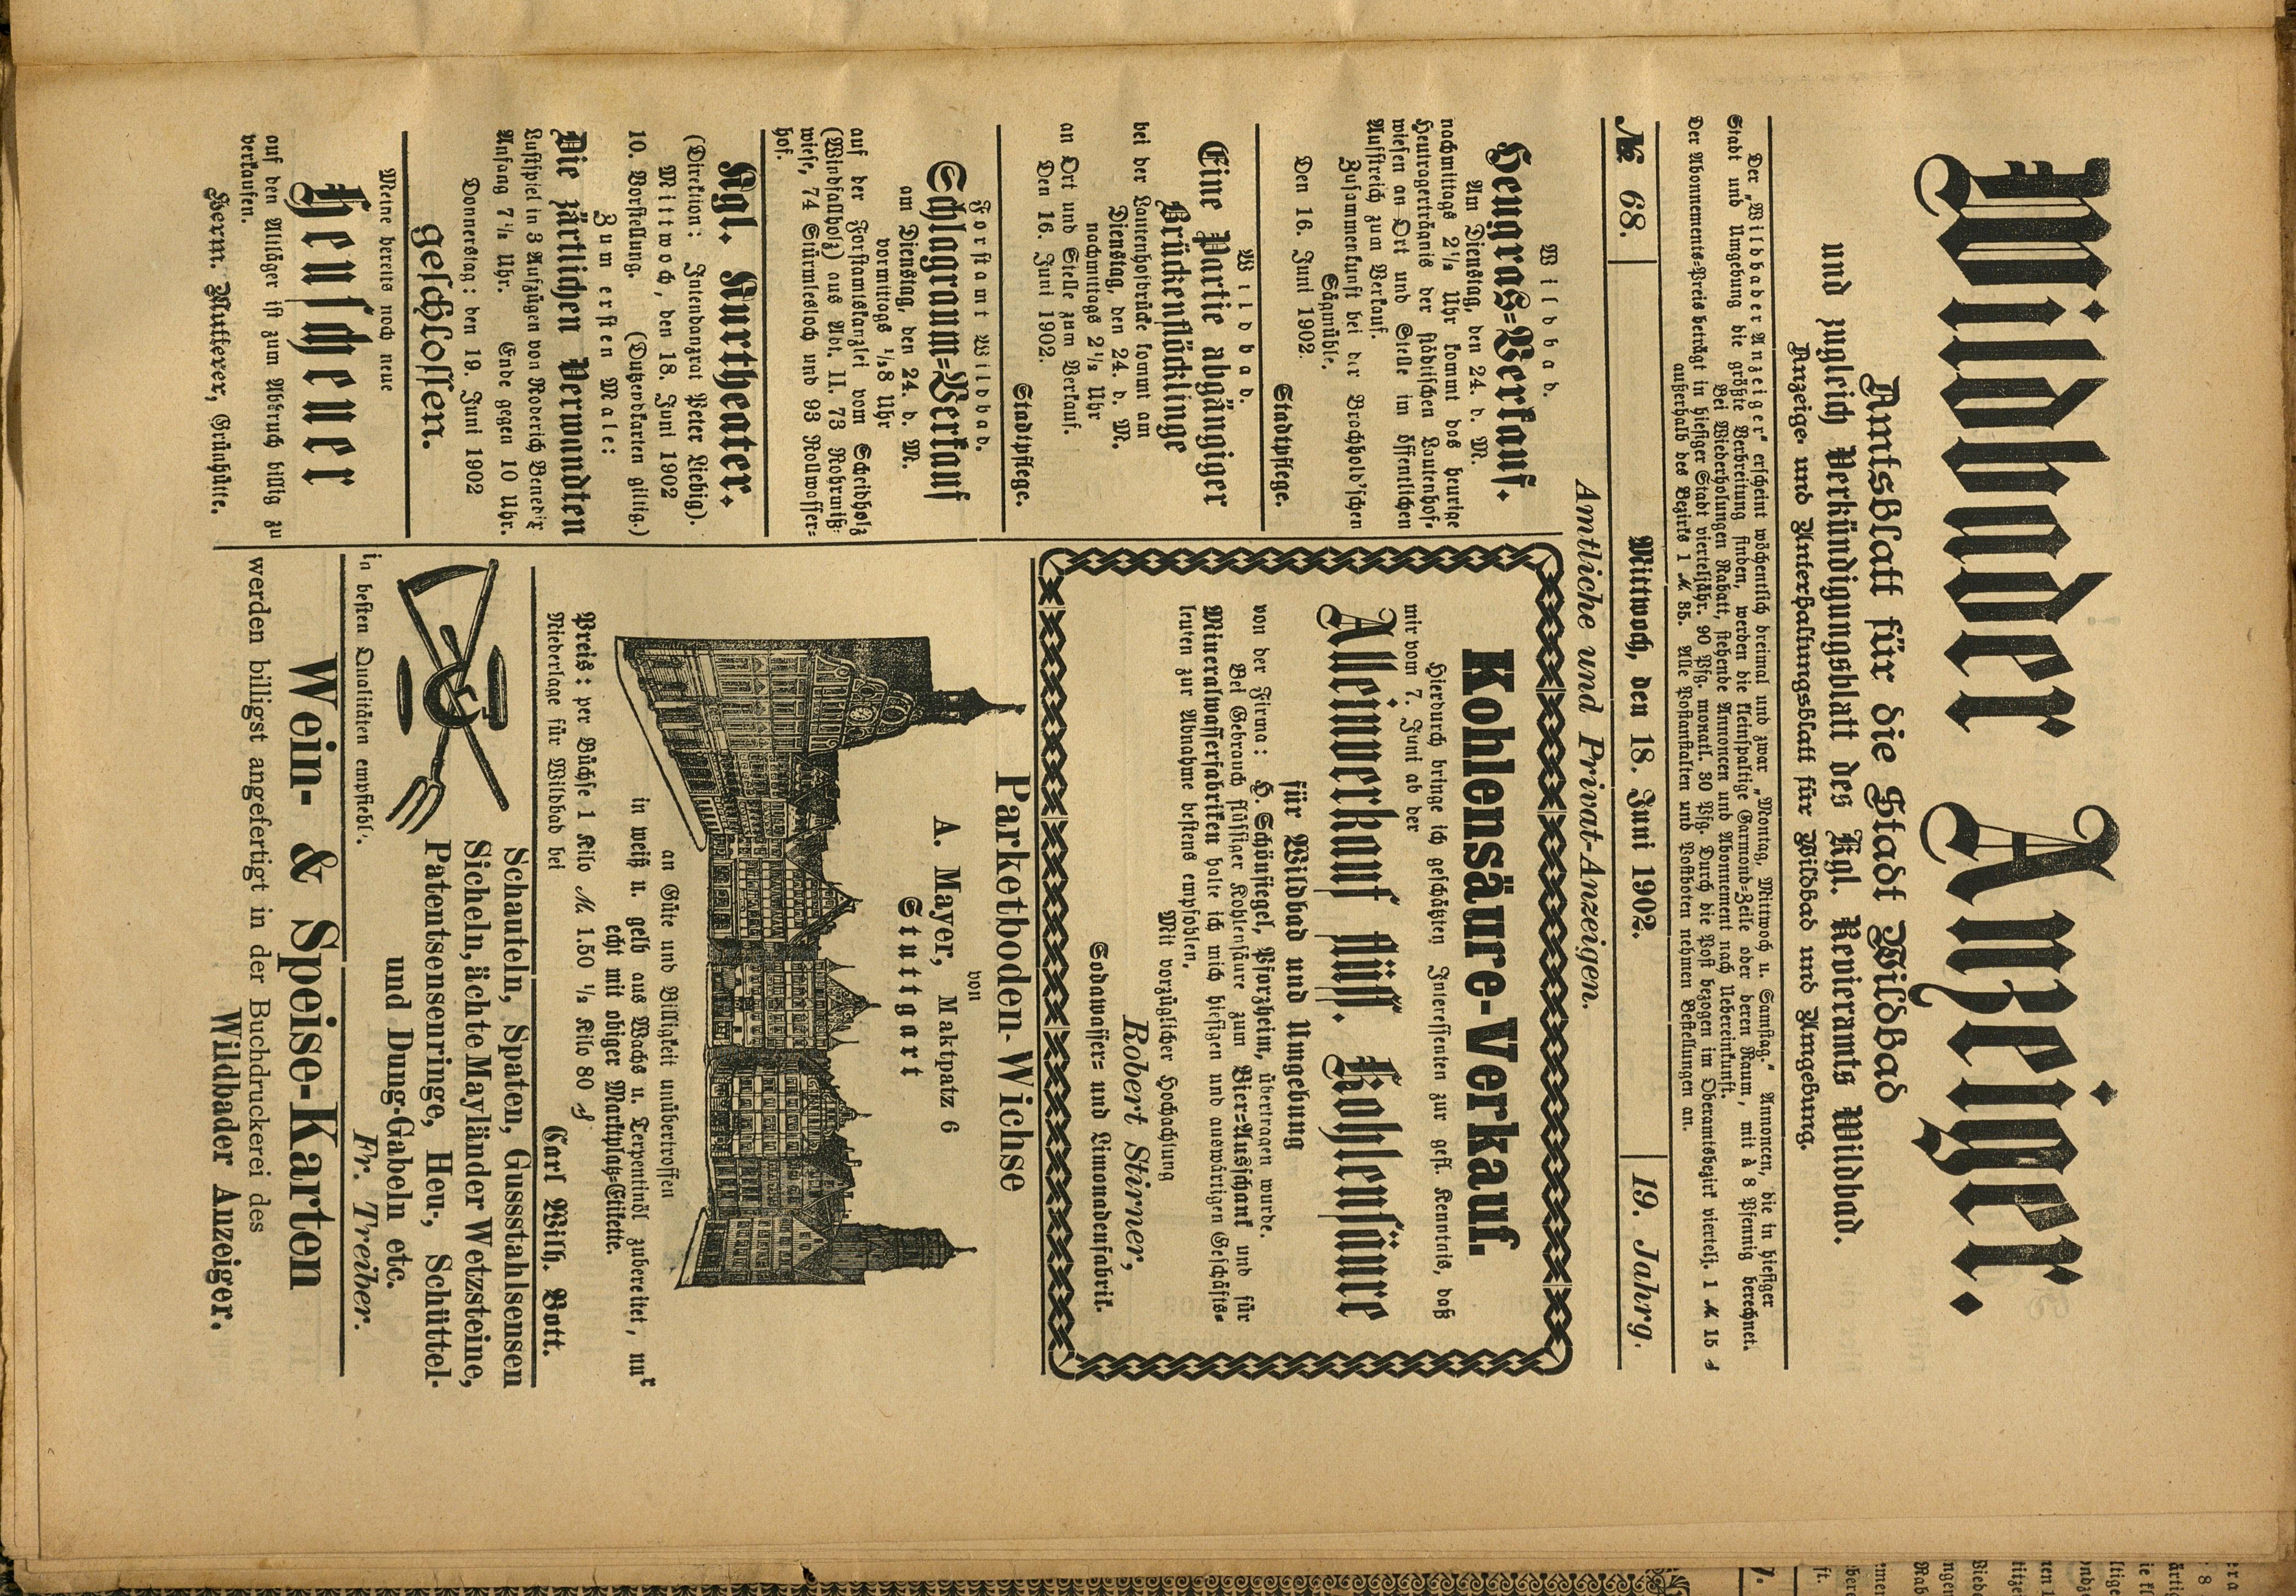 Wildbader Anzeiger.
Amtsblatt für die Stadt Wildbad
und zugleich Verkündigungsblatt des Kgl. Revieramts Wildbad.
Anzeige- und Unterhaltungsblatt für Wildbad und Umgebung.
Der „Wildbader Anzeiger“ erscheint wöchentlich dreimal und zwar „Montag, Mittwoch u. Samstag.“ Annoncen, die in hiesiger
Stadt und Umgebung die größte Verbreitung finden, werden die kleinspaltige Garmond-Zeile oder deren Raum, mit à 8 Pfennig berechnet.
Bei Wiederholungen Rabatt, stehende Annoncen und Abonnement nach Uebereinkunft.
Der Abonnements-Preis beträgt in hiesiger Stadt vierteljähr. 90 Pfg. monatl. 30 Pfg. Durch die Post bezogen im Oberamtsbezirk viertelj. 1 ℳ 15 ₰
außerhalb des Bezirks 1 ℳ 35. Alle Postanstalten und Postboten nehmen Bestellungen an.
№ 68.
Mittwoch, den 18. Juni 1902.
19. Jahrg.
Amtliche und Privat-Anzeigen.
Wildbad.
Heugras-Verkauf.
Am Dienstag, den 24. d. M.
nachmittags 2½ Uhr kommt das heurige
Heuträgerträgnis der städtischen Lautenhof-
wiesen an Ort und Stelle im öffentlichen
Aufstreich zum Verkauf.
Zusammenkunft bei der Brachhold'schen
Sägmühle.
Den 16. Juni 1902.
Stadtpflege.
Wildbad.
Eine Partie abgängiger
Brückenflöcklinge
bei der Lautenhofbrücke kommt am
Dienstag, den 24. d. M.
nachmittags 2½ Uhr
an Ort und Stelle zum Verkauf.
Den 16. Juni 1902.
Stadtpflege.
Forstamt Wildbad.
Schlagraum-Verkauf
am Dienstag, den 24. d. M.
vormittags ½8 Uhr
auf der Forstamtskanzlei vom Scheidholz
(Windfallholz) aus Abt. II. 73 Rohrmiß-
wiese, 74 Stürmlesloch und 93 Rollwasser-
hof.
Kgl. Kurtheater.
(Direktion: Intendanzrat Peter Liebig).
Mittwoch, den 18. Juni 1902
10. Vorstellung. (Dutzendkarten giltig.)
Zum ersten Male:
Die zärtlichen Verwandten
Lustspiel in 3 Aufzügen von Roderich Benedix
Anfang 7½ Uhr. Ende gegen 10 Uhr.
Donnerstag: den 19. Juni 1902
geschlossen.
Meine bereits noch neue
Heuscheuer
auf den Altläger ist zum Abbruch billig zu
verkaufen.
Herm. Mutterer, Grünhütte.
Kohlensäure-Verkauf.
Hierdurch bringe ich geschätzten Interessenten zur gefl. Kenntnis, daß
mir vom 7. Juni ab der
Alleinverkauf flüss. Kohlensäure
für Wildbad und Umgebung
von der Firma: H. Schönsiegel, Pforzheim, übertragen wurde.
Bei Gebrauch flüssiger Kohlensäure zum Bier-Ausschank und für
Mineralwasserfabriken halte ich mich hiesigen und auswärtigen Geschäfts-
leuten zur Abnahme bestens empfohlen.
Mit vorzüglicher Hochachtung
Robert Stirner,
Sodawasser- und Limonadenfabrik.
Parketboden-Wichse
von
A. Mayer, Maktpatz 6
Stuttgart
an Güte und Billigkeit unübertroffen
in weiß u. gelb aus Wachs u. Terpentinöl zubereitet, nur
echt mit obiger Marktplatz-Etikette.
Preis: per Büchse 1 Kilo M. 1.50 ½ Kilo 80 ₰
Niederlage für Wildbad bei
Carl Wilh. Bott.
Schaufeln, Spaten, Gussstahlsensen
Sicheln, ächte Mayländer Wetzsteine,
Patentsensenringe, Heu-, Schüttel-
und Dung-Gabeln etc.
in besten Qualitäten empfiehlt.
Fr. Treiber.
Wein- & Speise-Karten
werden billigst angefertigt in der Buchdruckerei des
Wildbader Anzeiger.